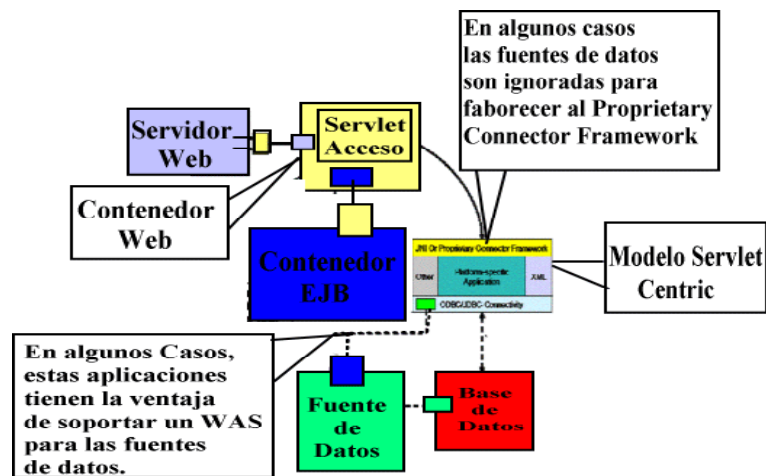 En algunos casos
las fuentes de datos
son ignoradas para
faborecer al Proprietary
Connector Framework
Servidor
Web
Servlet
Acceso
Contenedor
Web
Contenedor
EJB
JNI Or Proprietary Connector Framework
Other
Platform-specific
Application
XML
ODBC/JDBC- Connectivity
Modelo Servlet
Centric
En algunos Casos,
estas aplicaciones
tienen la ventaja
de soportar un WAS
para las fuentes
de datos.
Fuente
de
Datos
Base
de
Datos